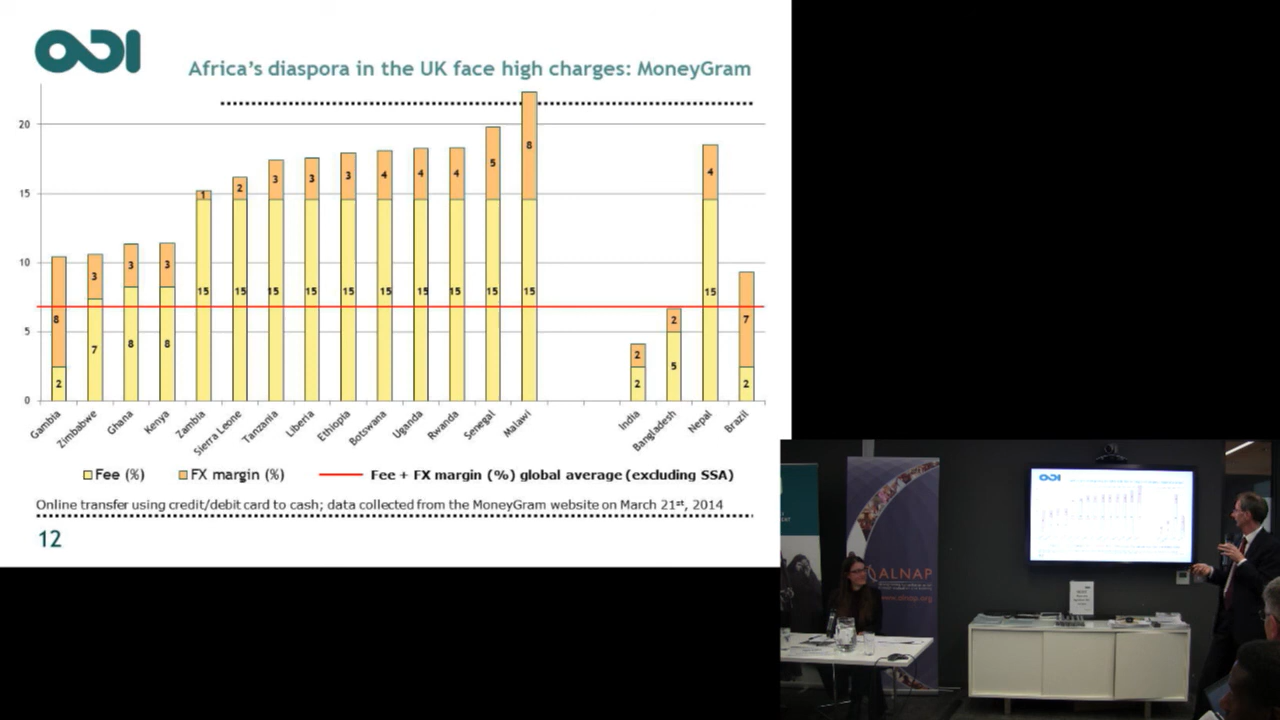 ODI
Africa's diaspora in the UK face high charges: MoneyGram
20
15
10
5
0
2 8
7 3
8 3
8 3
15 1
15 2
15 3
15 3
15 3
15 4
15 4
15 4
15 5
15 8
2 2
5 2
15 4
2 7
Gambia
Zimbabwe
Ghana
Kenya
Zambia
Sierra Leone
Tanzania
Liberia
Ethiopia
Botswana
Uganda
Rwanda
Senegal
Malawi
India
Bangladesh
Nepal
Brazil
Fee (%) FX margin (%) Fee + FX margin (%) global average (excluding SSA)
Online transfer using credit/debit card to cash; data collected from the MoneyGram website on March 21st, 2014
12
ODI
ALNAP
www.alnap.org